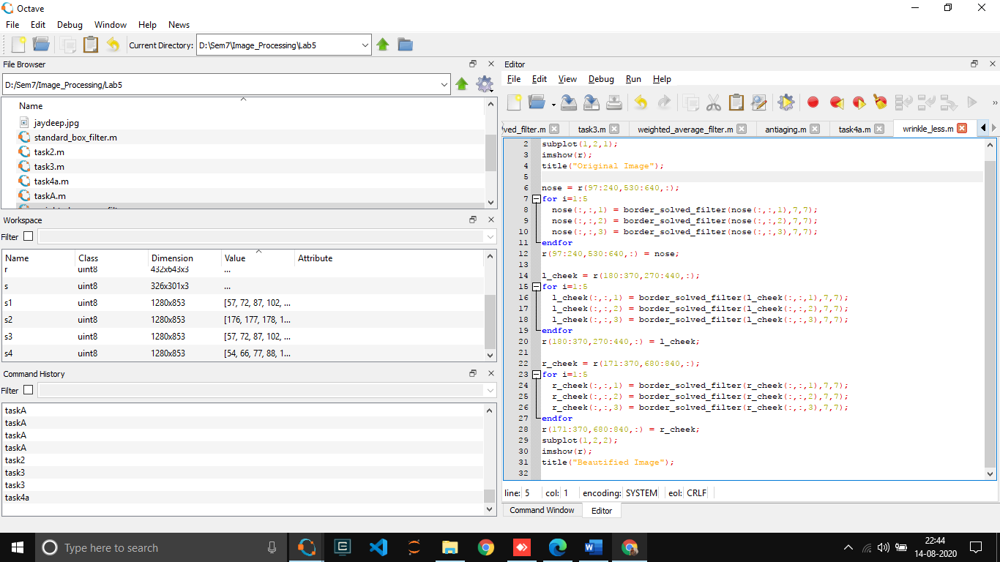 Octave
File Edit Debug Window Help News
Current Directory: D:\Sem7\Image_Processing\Lab5
File Browser
D:/Sem7/Image_Processing/Lab5
Name
jaydeep.jpg
standard_box_filter.m
task2.m
task3.m
task4a.m
taskA.m
Workspace
Filter
Name Class Dimension Value Attribute
r uint8 432x643x3 ...
s uint8 326x301x3 ...
s1 uint8 1280x853 [57, 72, 87, 102, ...
s2 uint8 1280x853 [176, 177, 178, 1...
s3 uint8 1280x853 [57, 72, 87, 102, ...
s4 uint8 1280x853 [54, 66, 77, 88, 1...
Command History
Filter
taskA
taskA
taskA
taskA
task2
task3
task3
task4a
Editor
File Edit View Debug Run Help
ved_filter.m task3.m weighted_average_filter.m antiaging.m task4a.m wrinkle_less.m
2 subplot(1,2,1);
3 imshow(r);
4 title("Original Image");
5
6 nose = r(97:240,530:640,:);
7 for i=1:5
8 nose(:,:,1) = border_solved_filter(nose(:,:,1),7,7);
9 nose(:,:,2) = border_solved_filter(nose(:,:,2),7,7);
10 nose(:,:,3) = border_solved_filter(nose(:,:,3),7,7);
11 endfor
12 r(97:240,530:640,:) = nose;
13
14 l_cheek = r(180:370,270:440,:);
15 for i=1:5
16 l_cheek(:,:,1) = border_solved_filter(l_cheek(:,:,1),7,7);
17 l_cheek(:,:,2) = border_solved_filter(l_cheek(:,:,2),7,7);
18 l_cheek(:,:,3) = border_solved_filter(l_cheek(:,:,3),7,7);
19 endfor
20 r(180:370,270:440,:) = l_cheek;
21
22 r_cheek = r(171:370,680:840,:);
23 for i=1:5
24 r_cheek(:,:,1) = border_solved_filter(r_cheek(:,:,1),7,7);
25 r_cheek(:,:,2) = border_solved_filter(r_cheek(:,:,2),7,7);
26 r_cheek(:,:,3) = border_solved_filter(r_cheek(:,:,3),7,7);
27 endfor
28 r(171:370,680:840,:) = r_cheek;
29 subplot(1,2,2);
30 imshow(r);
31 title("Beautified Image");
32
line: 5 col: 1 encoding: SYSTEM eol: CRLF
Command Window Editor
Type here to search
22:44
14-08-2020